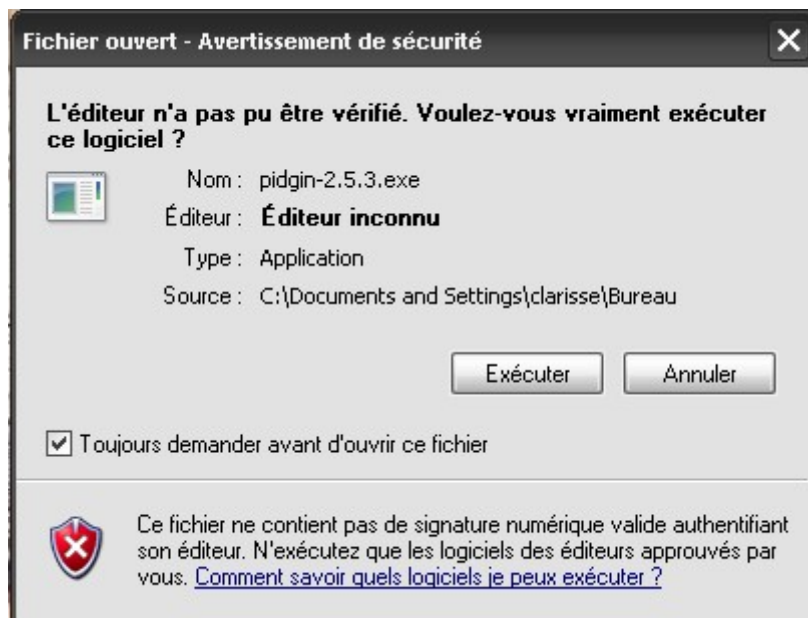 Fichier ouvert - Avertissement de sécurité
L'éditeur n'a pas pu être vérifié. Voulez-vous vraiment exécuter
ce logiciel ?
Nom : pidgin-2.5.3.exe
Éditeur : Éditeur inconnu
Type : Application
Source : C:\Documents and Settings\clarisse\Bureau
Exécuter Annuler
Toujours demander avant d'ouvrir ce fichier
Ce fichier ne contient pas de signature numérique valide authentifiant
son éditeur. N'exécutez que les logiciels des éditeurs approuvés par
vous. Comment savoir quels logiciels je peux exécuter ?